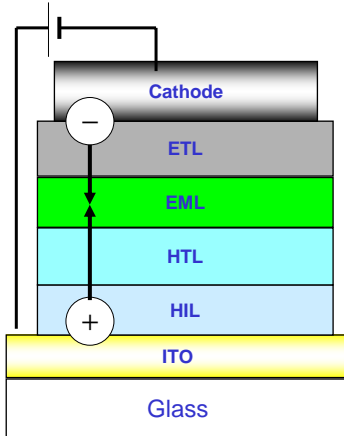 Cathode
−
ETL
EML
HTL
HIL
+
ITO
Glass